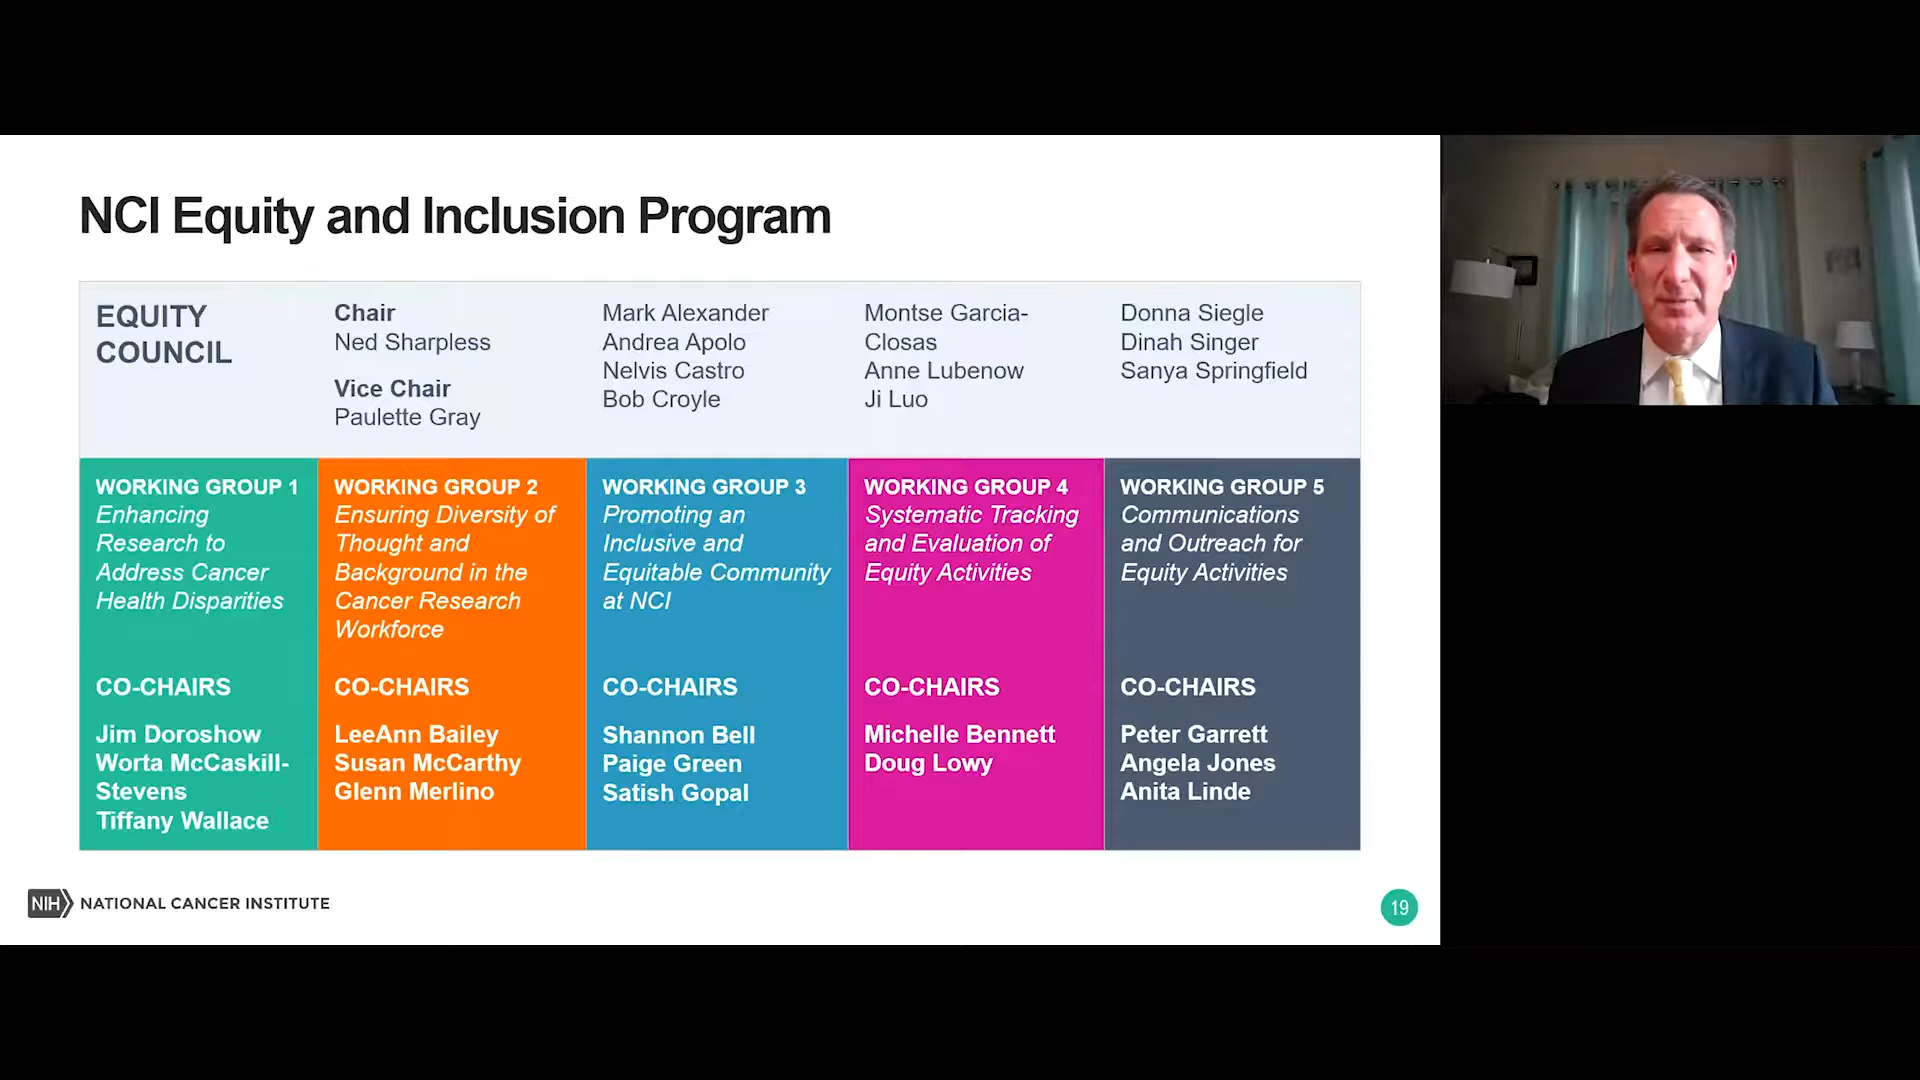 NCI Equity and Inclusion Program
EQUITY
COUNCIL
Chair
Ned Sharpless
Vice Chair
Paulette Gray
Mark Alexander
Andrea Apolo
Nelvis Castro
Bob Croyle
Montse Garcia-
Closas
Anne Lubenow
Ji Luo
Donna Siegle
Dinah Singer
Sanya Springfield
WORKING GROUP 1
Enhancing
Research to
Address Cancer
Health Disparities
CO-CHAIRS
Jim Doroshow
Worta McCaskill-
Stevens
Tiffany Wallace
WORKING GROUP 2
Ensuring Diversity of
Thought and
Background in the
Cancer Research
Workforce
CO-CHAIRS
LeeAnn Bailey
Susan McCarthy
Glenn Merlino
WORKING GROUP 3
Promoting an
Inclusive and
Equitable Community
at NCI
CO-CHAIRS
Shannon Bell
Paige Green
Satish Gopal
WORKING GROUP 4
Systematic Tracking
and Evaluation of
Equity Activities
CO-CHAIRS
Michelle Bennett
Doug Lowy
WORKING GROUP 5
Communications
and Outreach for
Equity Activities
CO-CHAIRS
Peter Garrett
Angela Jones
Anita Linde
NIH NATIONAL CANCER INSTITUTE
19